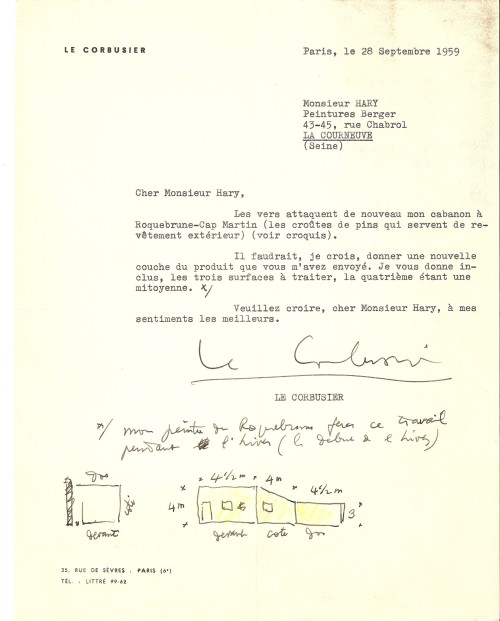 LE CORBUSIER
Paris, le 28 Septembre 1959
Monsieur HARY
Peintures Berger
43-45, rue Chabrol
LA COURNEUVE
(Seine)
Cher Monsieur Hary,
Les vers attaquent de nouveau mon cabanon à
Roquebrune-Cap Martin (les croûtes de pins qui servent de re-
vêtement extérieur) (voir croquis).
Il faudrait, je crois, donner une nouvelle
couche du produit que vous m'avez envoyé. Je vous donne in-
clus, les trois surfaces à traiter, la quatrième étant une
mitoyenne. x/
Veuillez croire, cher Monsieur Hary, à mes
sentiments les meilleurs.
Le Corbusier
LE CORBUSIER
x/ mon peintre de Roquebrune fera ce travail
pendant l'hiver (le début de l'hiver)
dos
devant
4 1/2 m 4 m 4 1/2 m
4 m
3
devant coté dos
35, RUE DE SÈVRES : PARIS (6e)
TÉL. : LITTRÉ 99-62